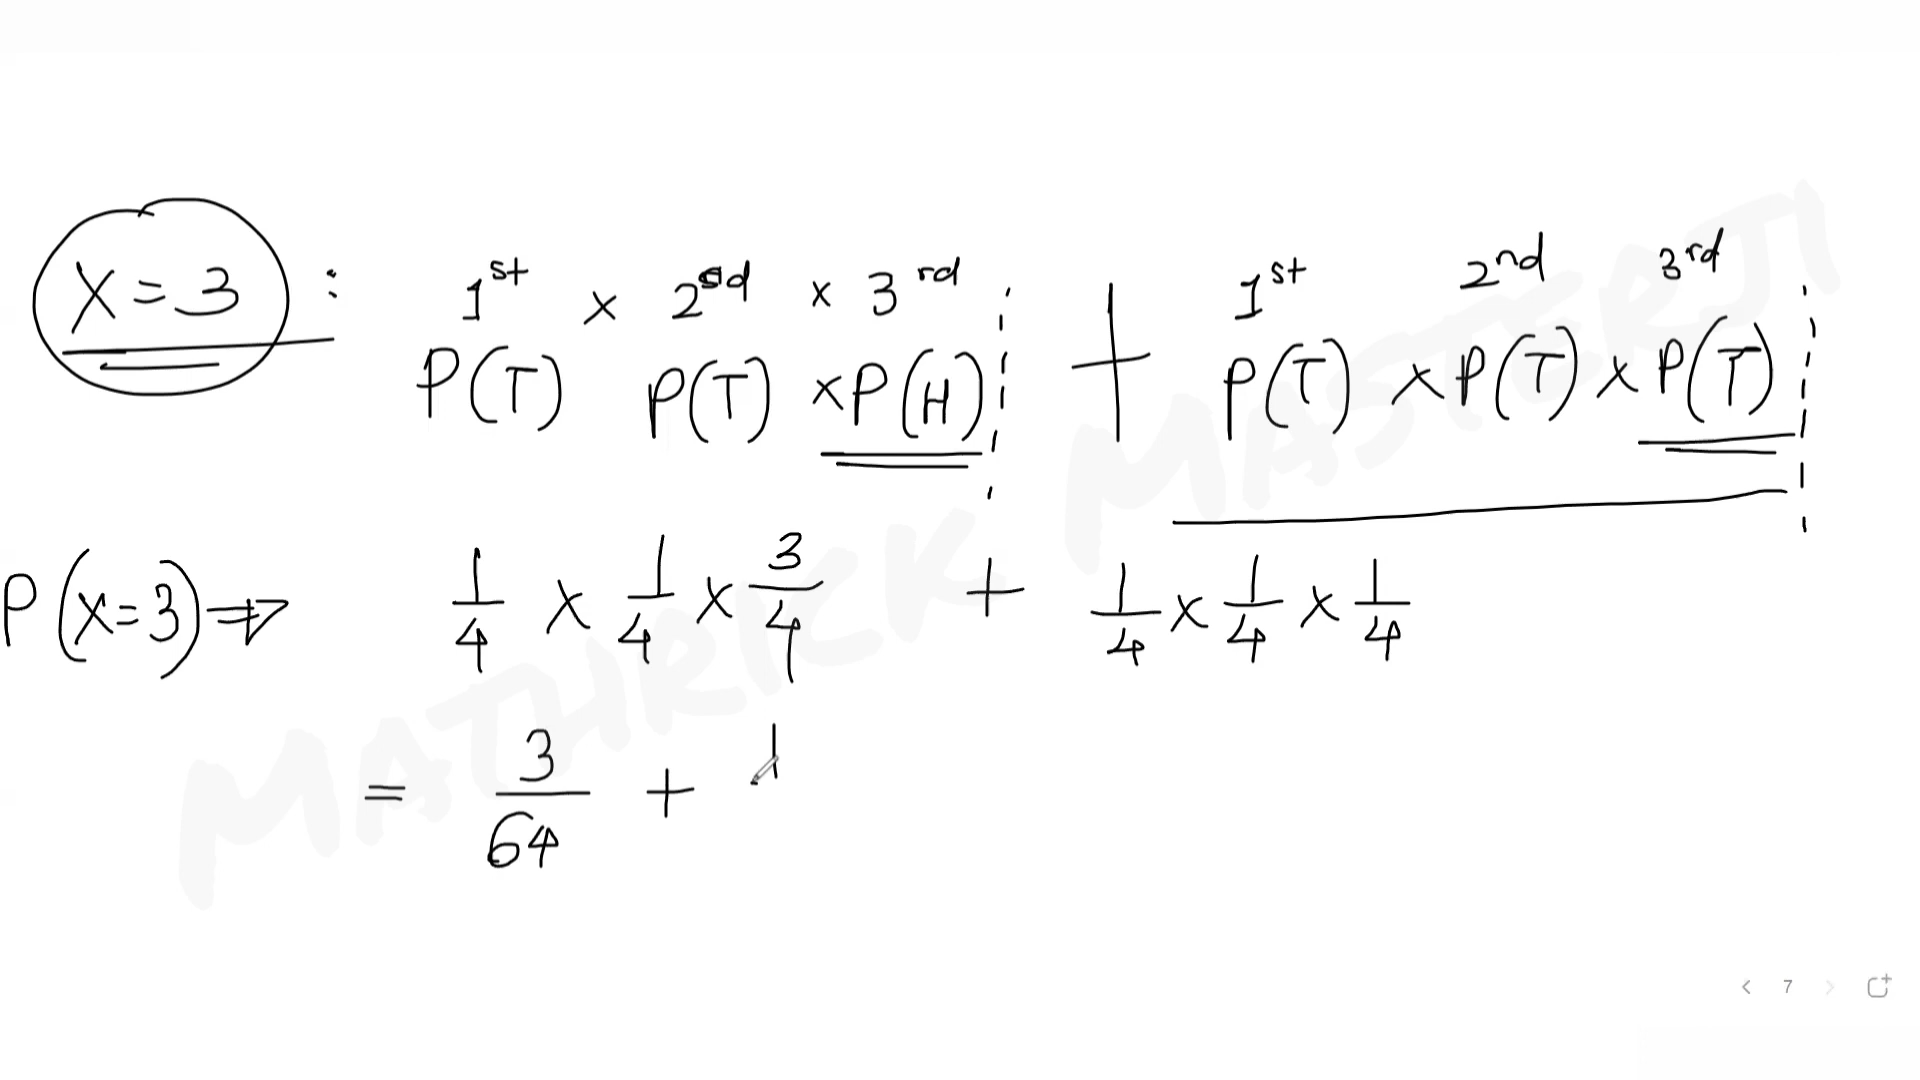 X = 3 : 1st × 2nd × 3rd + 1st 2nd 3rd
P(T) P(T) × P(H) P(T) × P(T) × P(T)
P(X=3) ⇒ 1/4 × 1/4 × 3/4 + 1/4 × 1/4 × 1/4
= 3/64 + 1
MATHRICK MASTERJI
< 7 >